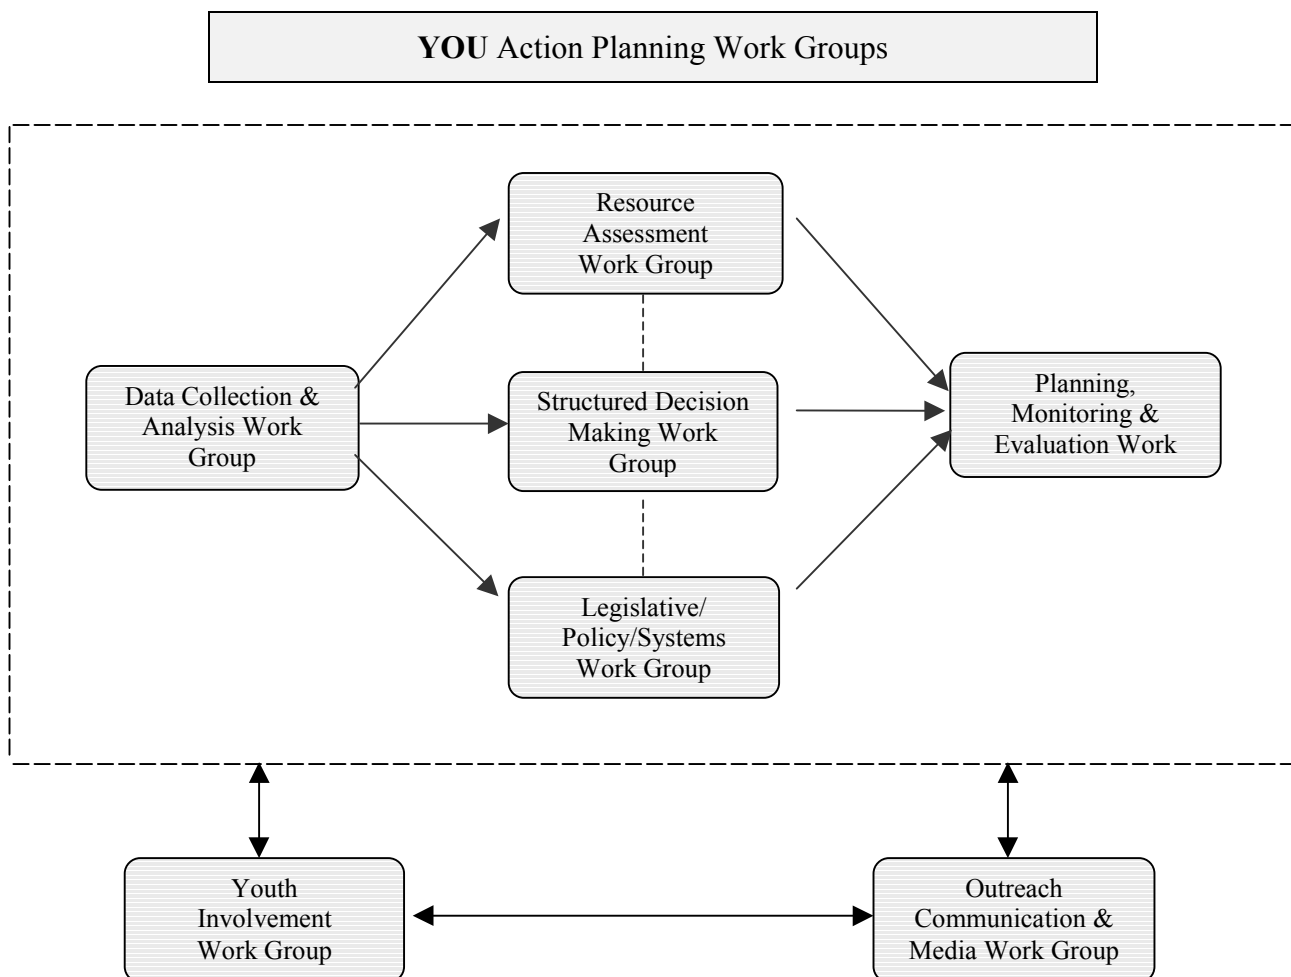 YOU Action Planning Work Groups
Resource
Assessment
Work Group
Data Collection &
Analysis Work
Group
Structured Decision
Making Work
Group
Planning,
Monitoring &
Evaluation Work
Legislative/
Policy/Systems
Work Group
Youth
Involvement
Work Group
Outreach
Communication &
Media Work Group